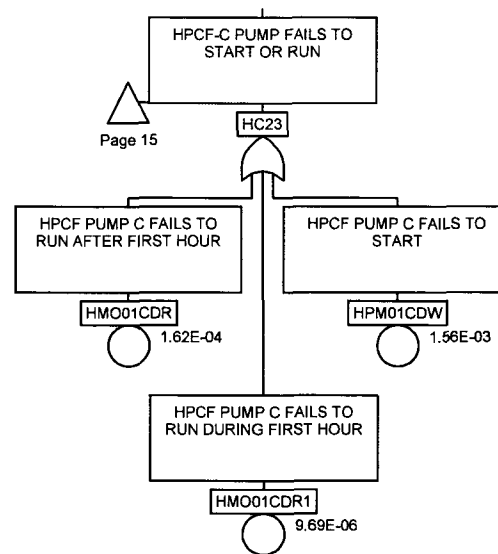 HPCF-C PUMP FAILS TO
START OR RUN
Page 15
HC23
HPCF PUMP C FAILS TO
RUN AFTER FIRST HOUR
HPCF PUMP C FAILS TO
START
HMO01CDR
1.62E-04
HPM01CDW
1.56E-03
HPCF PUMP C FAILS TO
RUN DURING FIRST HOUR
HMO01CDR1
9.69E-06